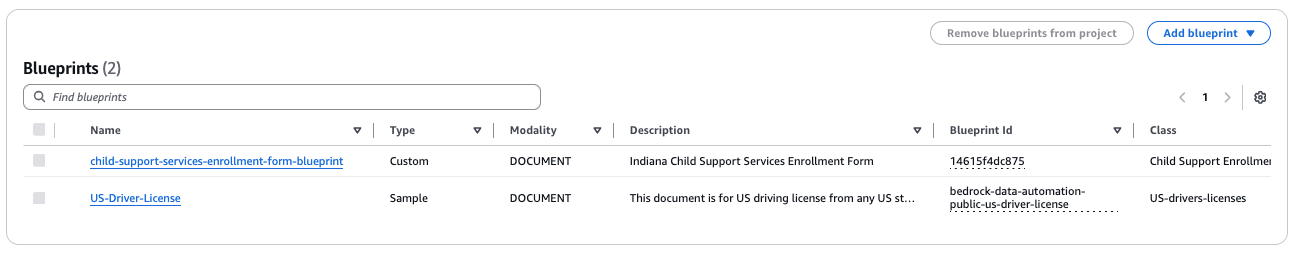 Remove blueprints from project
Add blueprint
Blueprints (2)
Find blueprints
1
Name Type Modality Description Blueprint Id Class
child-support-services-enrollment-form-blueprint Custom DOCUMENT Indiana Child Support Services Enrollment Form 14615f4dc875 Child Support
US-Driver-License Sample DOCUMENT This document is for US driving license from any US st... bedrock-data-automation-
public-us-driver-license US-drivers-licenses